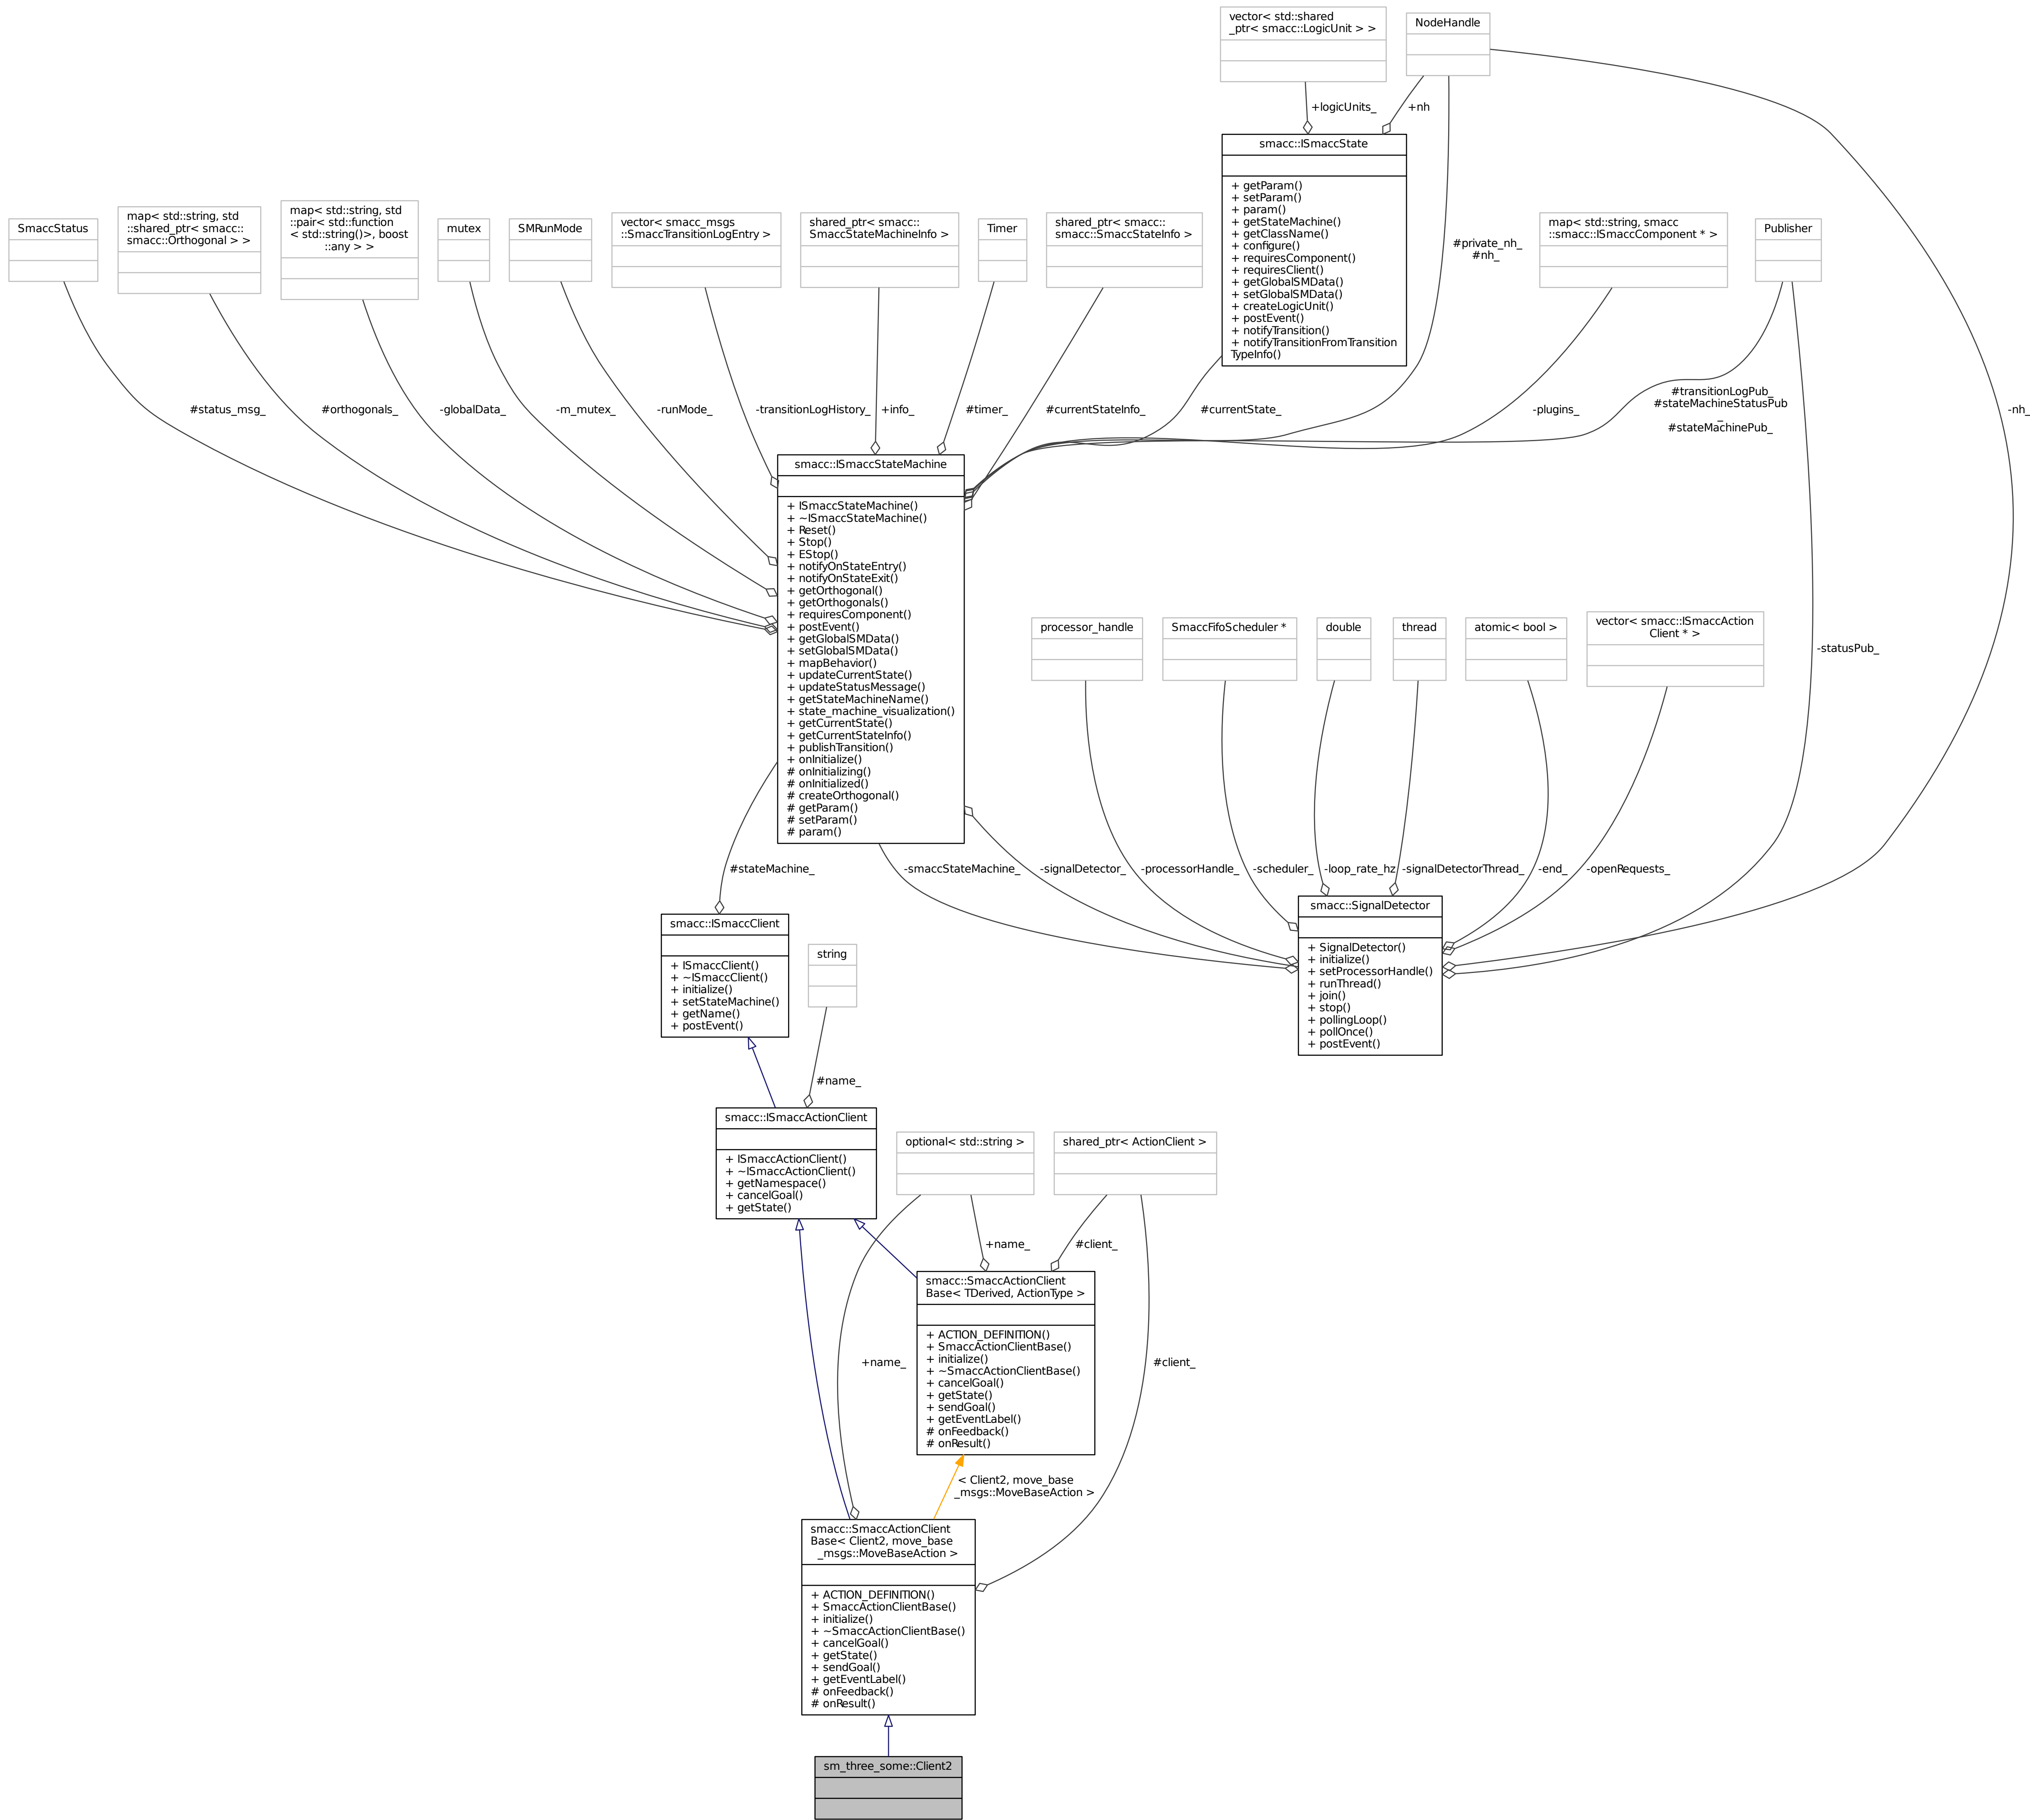 vector< std::shared
_ptr< smacc::LogicUnit > >
NodeHandle
+logicUnits_
+nh
smacc::ISmaccState
+ getParam()
+ setParam()
+ param()
+ getStateMachine()
+ getClassName()
+ configure()
+ requiresComponent()
+ requiresClient()
+ getGlobalSMData()
+ setGlobalSMData()
+ createLogicUnit()
+ postEvent()
+ notifyTransition()
+ notifyTransitionFromTransition
TypeInfo()
SmaccStatus
map< std::string, std
::shared_ptr< smacc::
smacc::Orthogonal > >
map< std::string, std
::pair< std::function
< std::string()>, boost
::any > >
mutex
SMRunMode
vector< smacc_msgs
::SmaccTransitionLogEntry >
shared_ptr< smacc::
SmaccStateMachineInfo >
Timer
shared_ptr< smacc::
smacc::SmaccStateInfo >
#private_nh_
#nh_
map< std::string, smacc
::smacc::ISmaccComponent * >
Publisher
#status_msg_
#orthogonals_
-globalData_
-m_mutex_
-runMode_
-transitionLogHistory_
+info_
#timer_
#currentStateInfo_
#currentState_
-plugins_
#transitionLogPub_
#stateMachineStatusPub
_
#stateMachinePub_
-nh_
smacc::ISmaccStateMachine
+ ISmaccStateMachine()
+ ~ISmaccStateMachine()
+ Reset()
+ Stop()
+ EStop()
+ notifyOnStateEntry()
+ notifyOnStateExit()
+ getOrthogonal()
+ getOrthogonals()
+ requiresComponent()
+ postEvent()
+ getGlobalSMData()
+ setGlobalSMData()
+ mapBehavior()
+ updateCurrentState()
+ updateStatusMessage()
+ getStateMachineName()
+ state_machine_visualization()
+ getCurrentState()
+ getCurrentStateInfo()
+ publishTransition()
+ onInitialize()
# onInitializing()
# onInitialized()
# createOrthogonal()
# getParam()
# setParam()
# param()
processor_handle
SmaccFifoScheduler *
double
thread
atomic< bool >
vector< smacc::ISmaccAction
Client * >
-statusPub_
#stateMachine_
-smaccStateMachine_
-signalDetector_
-processorHandle_
-scheduler_
-loop_rate_hz
-signalDetectorThread_
-end_
-openRequests_
smacc::SignalDetector
+ SignalDetector()
+ initialize()
+ setProcessorHandle()
+ runThread()
+ join()
+ stop()
+ pollingLoop()
+ pollOnce()
+ postEvent()
smacc::ISmaccClient
+ ISmaccClient()
+ ~ISmaccClient()
+ initialize()
+ setStateMachine()
+ getName()
+ postEvent()
string
#name_
smacc::ISmaccActionClient
+ ISmaccActionClient()
+ ~ISmaccActionClient()
+ getNamespace()
+ cancelGoal()
+ getState()
optional< std::string >
shared_ptr< ActionClient >
+name_
#client_
smacc::SmaccActionClient
Base< TDerived, ActionType >
+ ACTION_DEFINITION()
+ SmaccActionClientBase()
+ initialize()
+ ~SmaccActionClientBase()
+ cancelGoal()
+ getState()
+ sendGoal()
+ getEventLabel()
# onFeedback()
# onResult()
+name_
#client_
< Client2, move_base
_msgs::MoveBaseAction >
smacc::SmaccActionClient
Base< Client2, move_base
_msgs::MoveBaseAction >
+ ACTION_DEFINITION()
+ SmaccActionClientBase()
+ initialize()
+ ~SmaccActionClientBase()
+ cancelGoal()
+ getState()
+ sendGoal()
+ getEventLabel()
# onFeedback()
# onResult()
sm_three_some::Client2